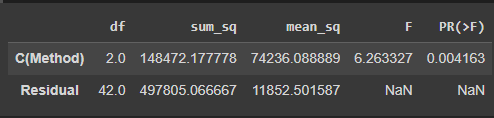 df sum_sq mean_sq F PR(>F)
C(Method) 2.0 148472.177778 74236.088889 6.263327 0.004163
Residual 42.0 497805.066667 11852.501587 NaN NaN